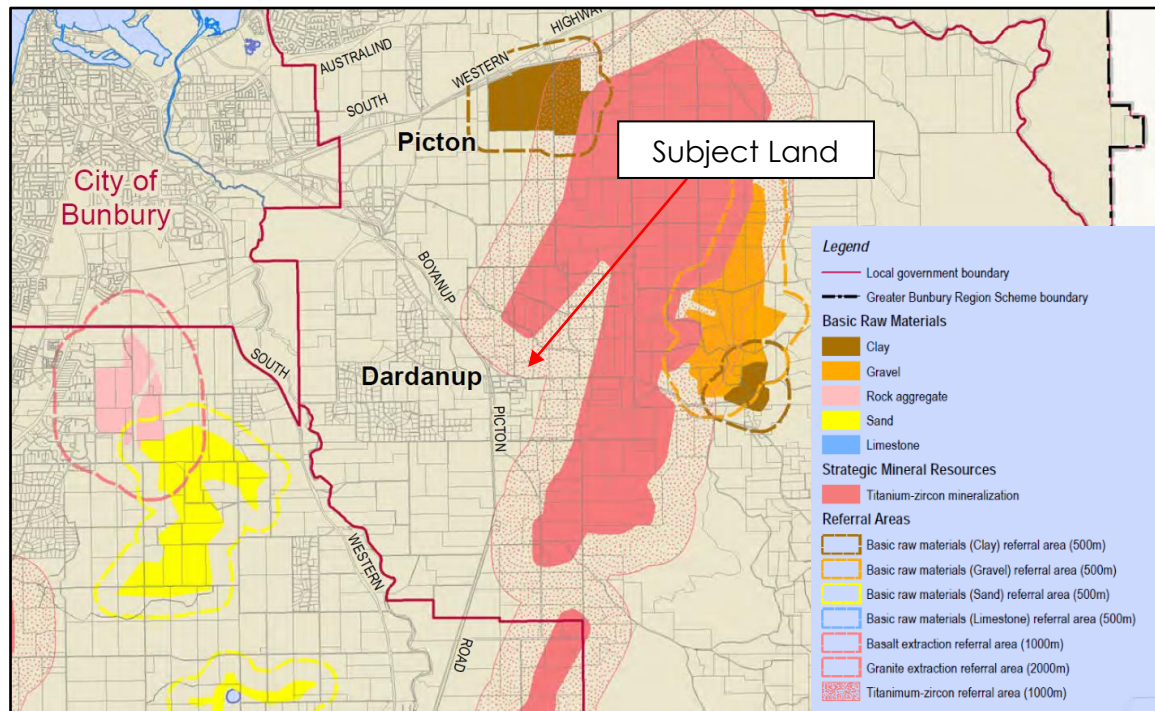 HIGHWAY
AUSTRALIND
WESTERN
SOUTH
Picton
Subject Land
City of
Bunbury
BOYANUP
SOUTH
Dardanup
PICTON
WESTERN
ROAD
Legend
Local government boundary
Greater Bunbury Region Scheme boundary
Basic Raw Materials
Clay
Gravel
Rock aggregate
Sand
Limestone
Strategic Mineral Resources
Titanium-zircon mineralization
Referral Areas
Basic raw materials (Clay) referral area (500m)
Basic raw materials (Gravel) referral area (500m)
Basic raw materials (Sand) referral area (500m)
Basic raw materials (Limestone) referral area (500m)
Basalt extraction referral area (1000m)
Granite extraction referral area (2000m)
Titanimum-zircon referral area (1000m)